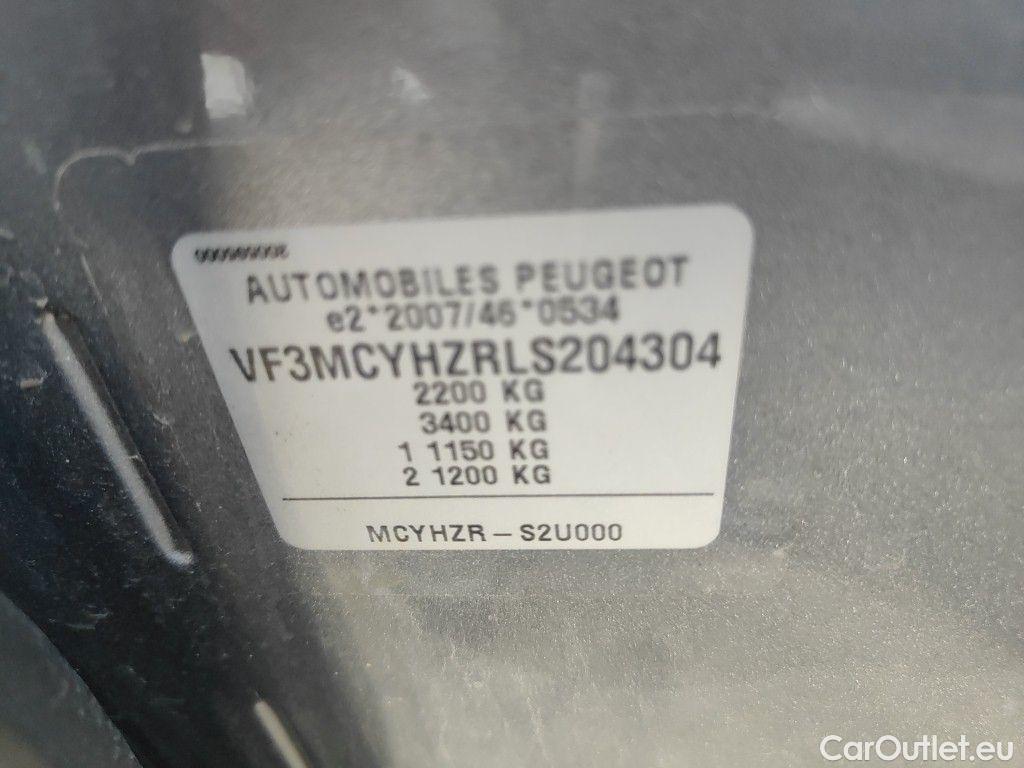 AUTOMOBILES PEUGEOT
e2*2007/46*0534
VF3MCYHZRLS204304
2200 KG
3400 KG
1 1150 KG
2 1200 KG
MCYHZR – S2U000
CarOutlet.eu